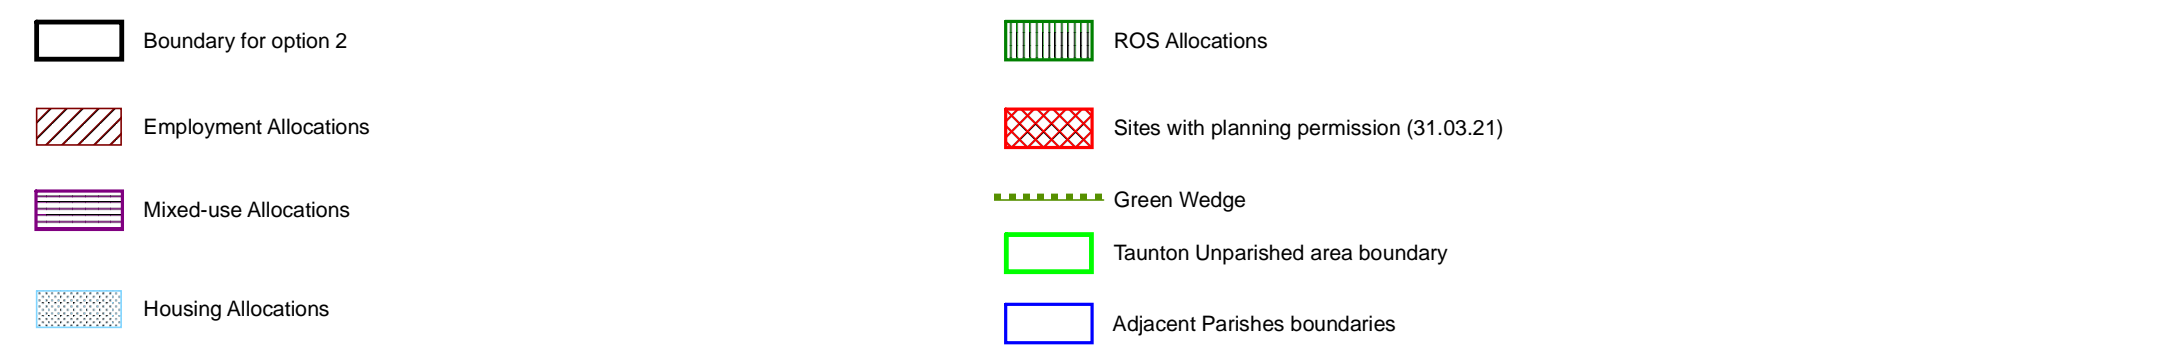 Boundary for option 2
Employment Allocations
Mixed-use Allocations
Housing Allocations
ROS Allocations
Sites with planning permission (31.03.21)
Green Wedge
Taunton Unparished area boundary
Adjacent Parishes boundaries